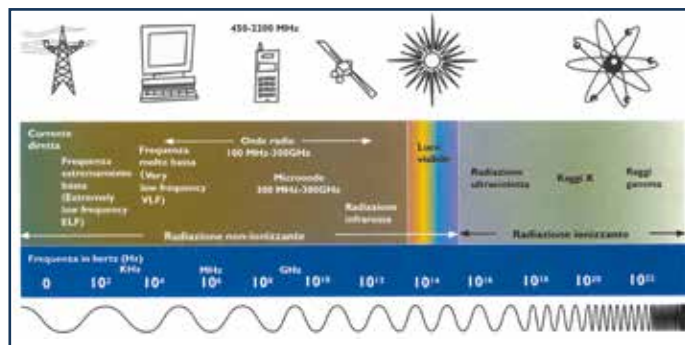 450-2200 MHz
Corrente
diretta
Frequenza
estremamente
bassa
(Extremely
low frequency
ELF)
Frequenza
molto bassa
(Very
low frequency
VLF)
Onde radio
100 MHz-300GHz
Microonde
300 MHz-300GHz
Radiazione
infrarossa
Luce
visibile
Radiazione
ultravioletta
Raggi X
Raggi
gamma
Radiazione non-ionizzante
Radiazione ionizzante
Frequenza in hertz (Hz)
KHz MHz GHz
0 10² 10⁴ 10⁶ 10⁸ 10¹⁰ 10¹² 10¹⁴ 10¹⁶ 10¹⁸ 10²⁰ 10²²